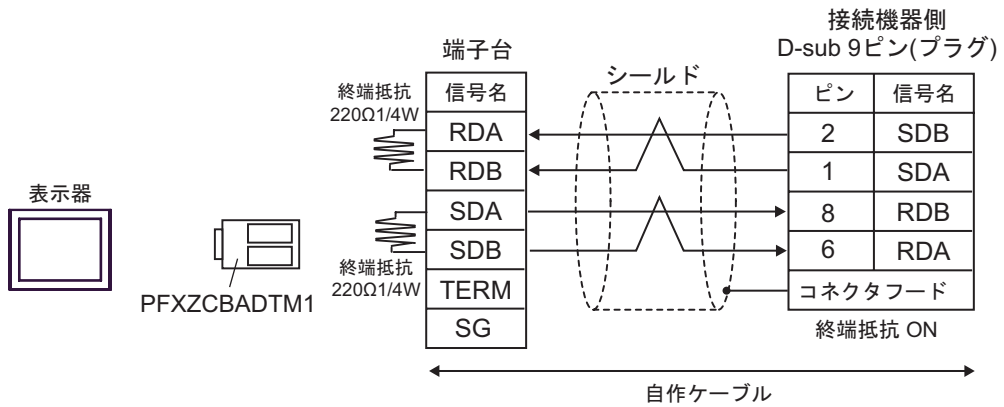 接続機器側
D-sub 9ピン(プラグ)
端子台
シールド
終端抵抗
220Ω1/4W
信号名
ピン 信号名
RDA
2 SDB
RDB
1 SDA
表示器
SDA
8 RDB
SDB
6 RDA
終端抵抗
220Ω1/4W
PFXZCBADTM1
TERM
コネクタフード
SG
終端抵抗 ON
自作ケーブル